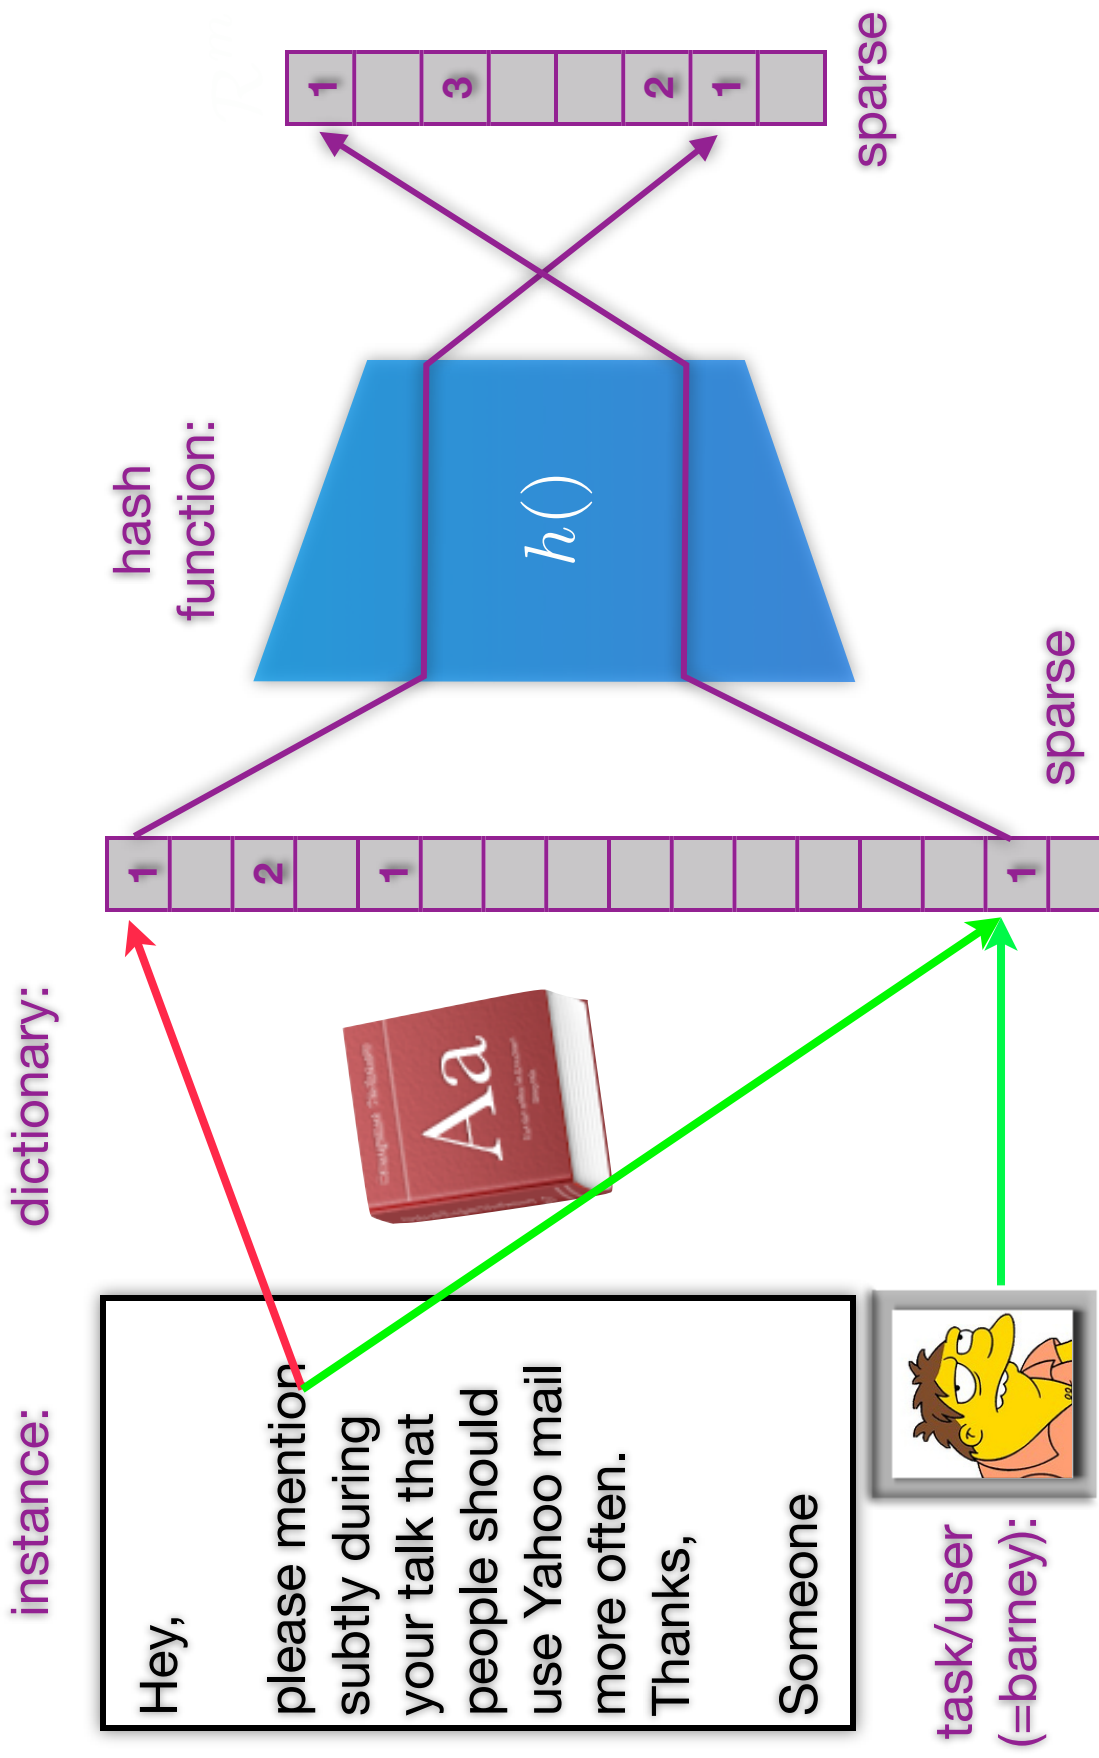 instance:
dictionary:
hash
function:
Hey,
please mention
subtly during
your talk that
people should
use Yahoo mail
more often.
Thanks,
Someone
Aa
1
2
1
1
h()
1
3
2
1
task/user
(=barney):
sparse
sparse